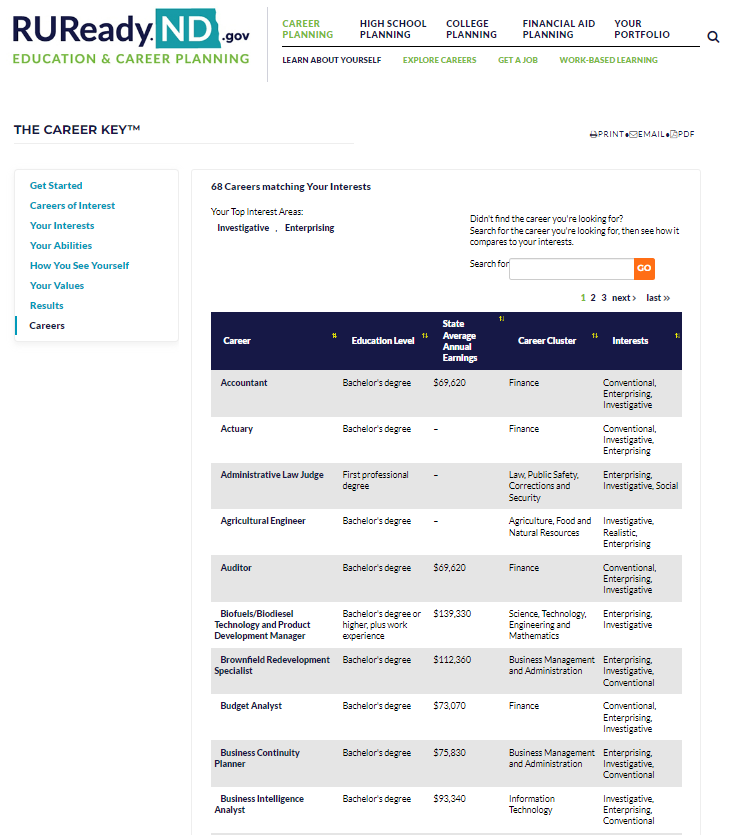 RUReady.ND.gov
EDUCATION & CAREER PLANNING
CAREER PLANNING
HIGH SCHOOL PLANNING
COLLEGE PLANNING
FINANCIAL AID PLANNING
YOUR PORTFOLIO
LEARN ABOUT YOURSELF EXPLORE CAREERS GET A JOB WORK-BASED LEARNING
THE CAREER KEY™
PRINT•EMAIL•PDF
Get Started
Careers of Interest
Your Interests
Your Abilities
How You See Yourself
Your Values
Results
Careers
68 Careers matching Your Interests
Your Top Interest Areas:
Investigative , Enterprising
Didn't find the career you're looking for?
Search for the career you're looking for, then see how it
compares to your interests.
Search for GO
1 2 3 next › last »
Career
Education Level
State
Average
Annual
Earnings
Career Cluster
Interests
Accountant
Bachelor's degree
$69,620
Finance
Conventional,
Enterprising,
Investigative
Actuary
Bachelor's degree
–
Finance
Conventional,
Investigative,
Enterprising
Administrative Law Judge
First professional
degree
–
Law, Public Safety,
Corrections and
Security
Enterprising,
Investigative, Social
Agricultural Engineer
Bachelor's degree
–
Agriculture, Food and
Natural Resources
Investigative,
Realistic,
Enterprising
Auditor
Bachelor's degree
$69,620
Finance
Conventional,
Enterprising,
Investigative
Biofuels/Biodiesel
Technology and Product
Development Manager
Bachelor's degree or
higher, plus work
experience
$139,330
Science, Technology,
Engineering and
Mathematics
Enterprising,
Investigative
Brownfield Redevelopment
Specialist
Bachelor's degree
$112,360
Business Management
and Administration
Enterprising,
Investigative,
Conventional
Budget Analyst
Bachelor's degree
$73,070
Finance
Conventional,
Enterprising,
Investigative
Business Continuity
Planner
Bachelor's degree
$75,830
Business Management
and Administration
Enterprising,
Investigative,
Conventional
Business Intelligence
Analyst
Bachelor's degree
$93,340
Information
Technology
Investigative,
Enterprising,
Conventional